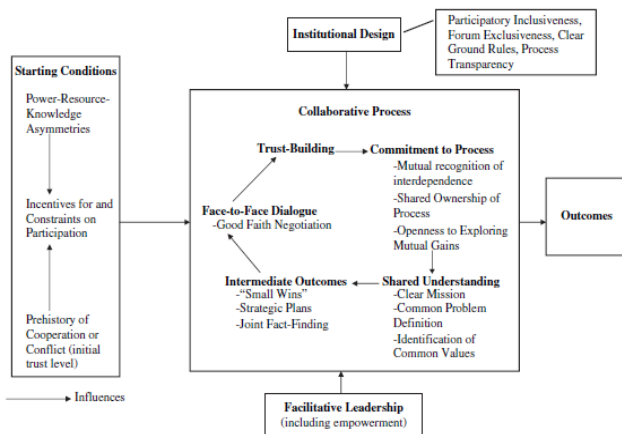 Institutional Design
Participatory Inclusiveness,
Forum Exclusiveness, Clear
Ground Rules, Process
Transparency
Starting Conditions
Power-Resource-
Knowledge
Asymmetries
Incentives for and
Constraints on
Participation
Prehistory of
Cooperation or
Conflict (initial
trust level)
Influences
Collaborative Process
Trust-Building
Commitment to Process
-Mutual recognition of
interdependence
-Shared Ownership of
Process
-Openness to Exploring
Mutual Gains
Face-to-Face Dialogue
-Good Faith Negotiation
Intermediate Outcomes
-“Small Wins”
-Strategic Plans
-Joint Fact-Finding
Shared Understanding
-Clear Mission
-Common Problem
Definition
-Identification of
Common Values
Outcomes
Facilitative Leadership
(including empowerment)